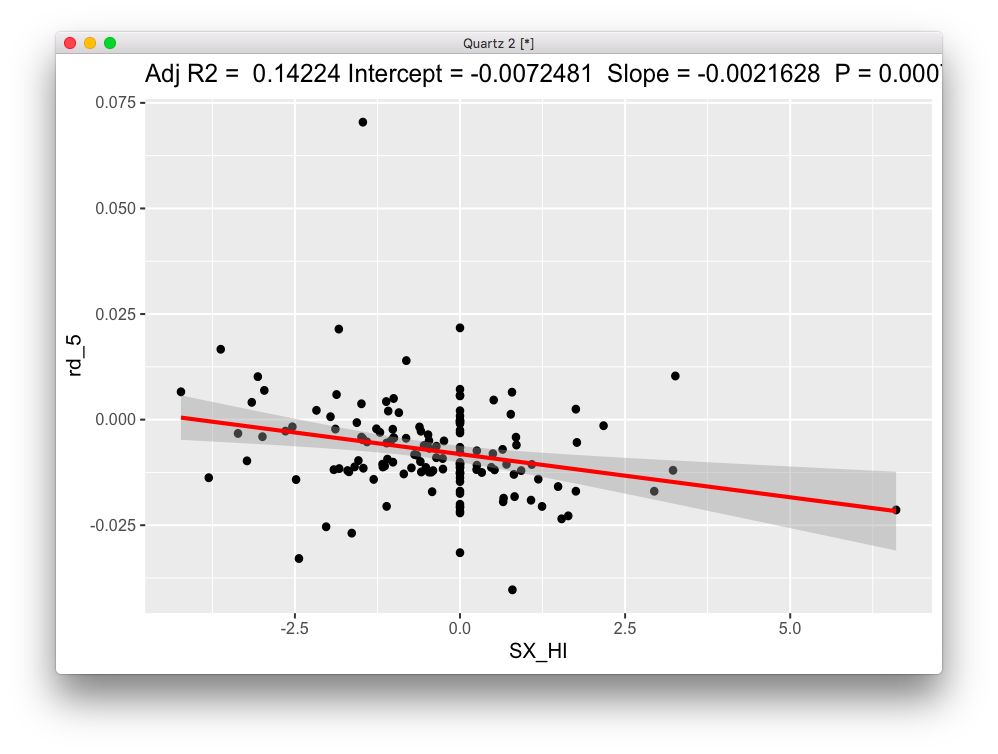 Quartz 2 [*]
Adj R2 =  0.14224 Intercept = -0.0072481  Slope = -0.0021628  P = 0.000
0.075
0.050
0.025
0.000
-0.025
rd_5
-2.5 0.0 2.5 5.0
SX_HI